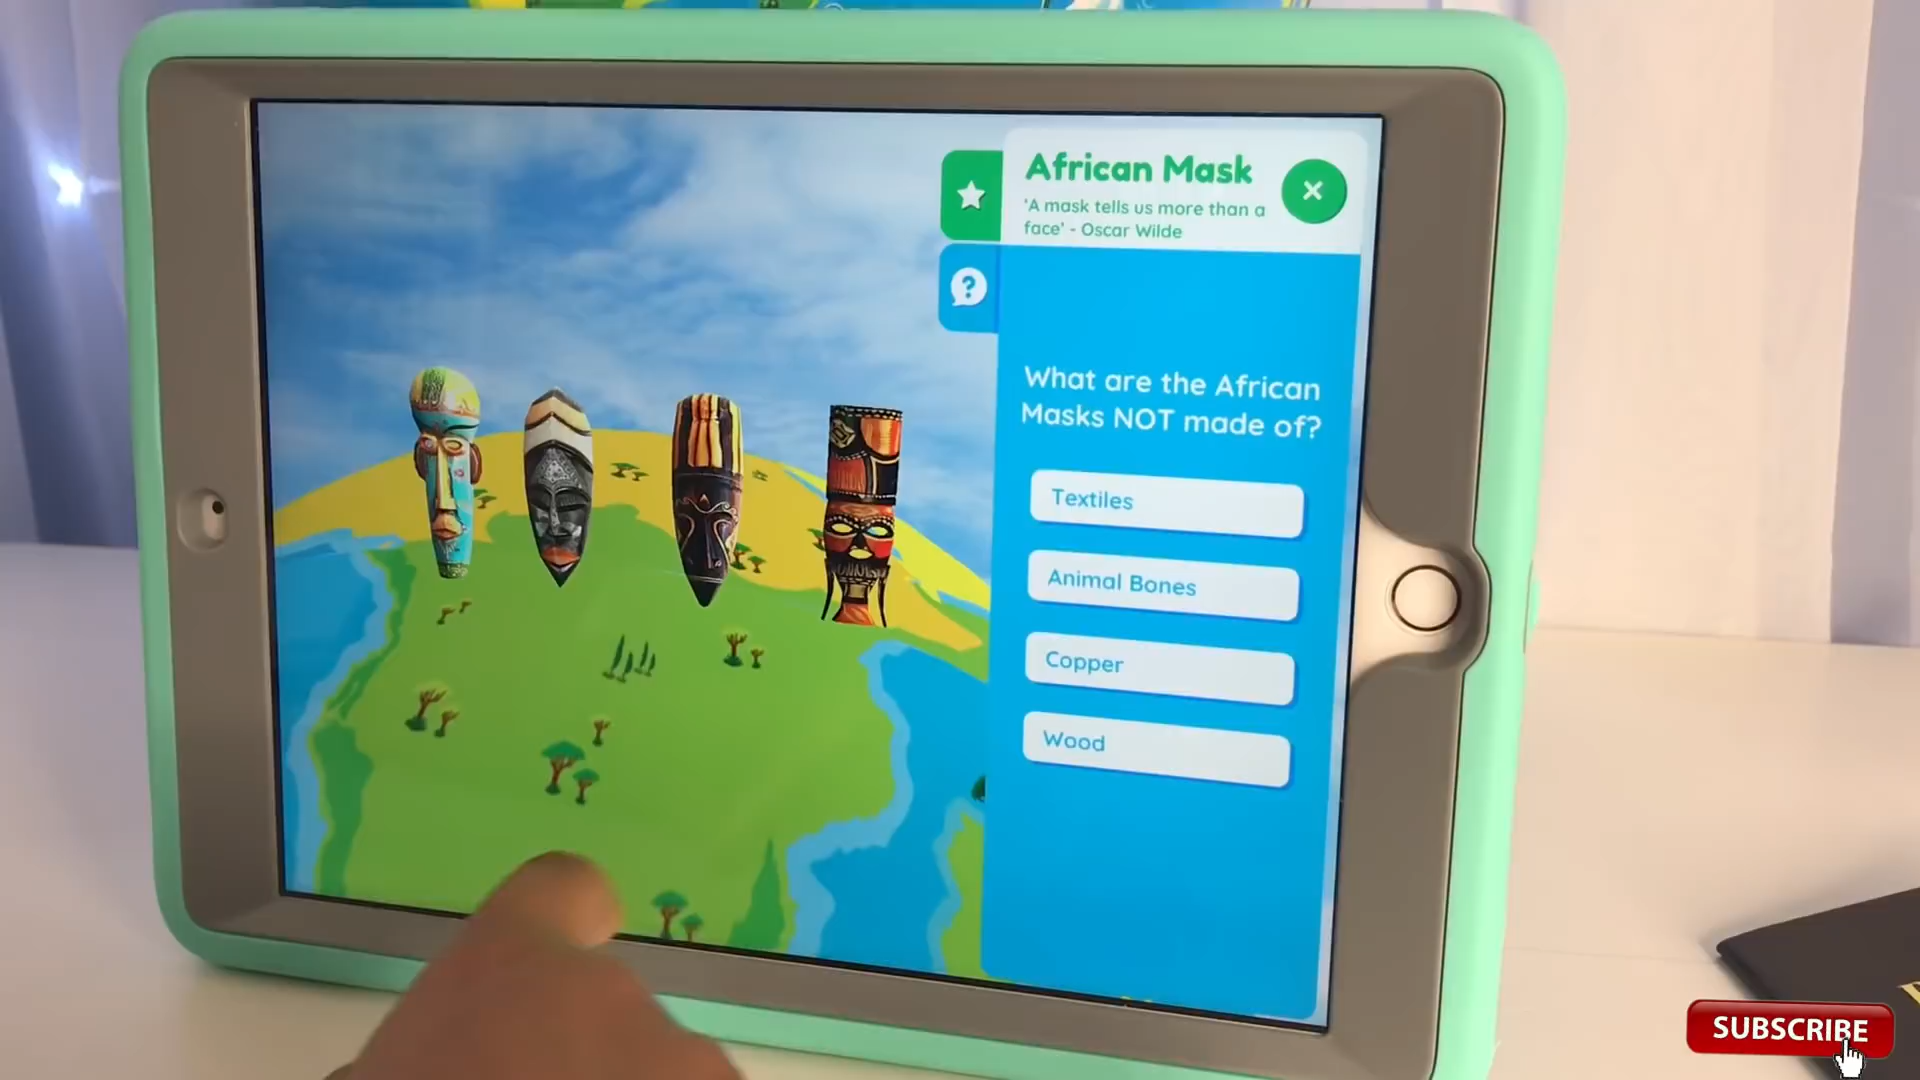 African Mask
'A mask tells us more than a
face' - Oscar Wilde
What are the African
Masks NOT made of?
Textiles
Animal Bones
Copper
Wood
SUBSCRIBE